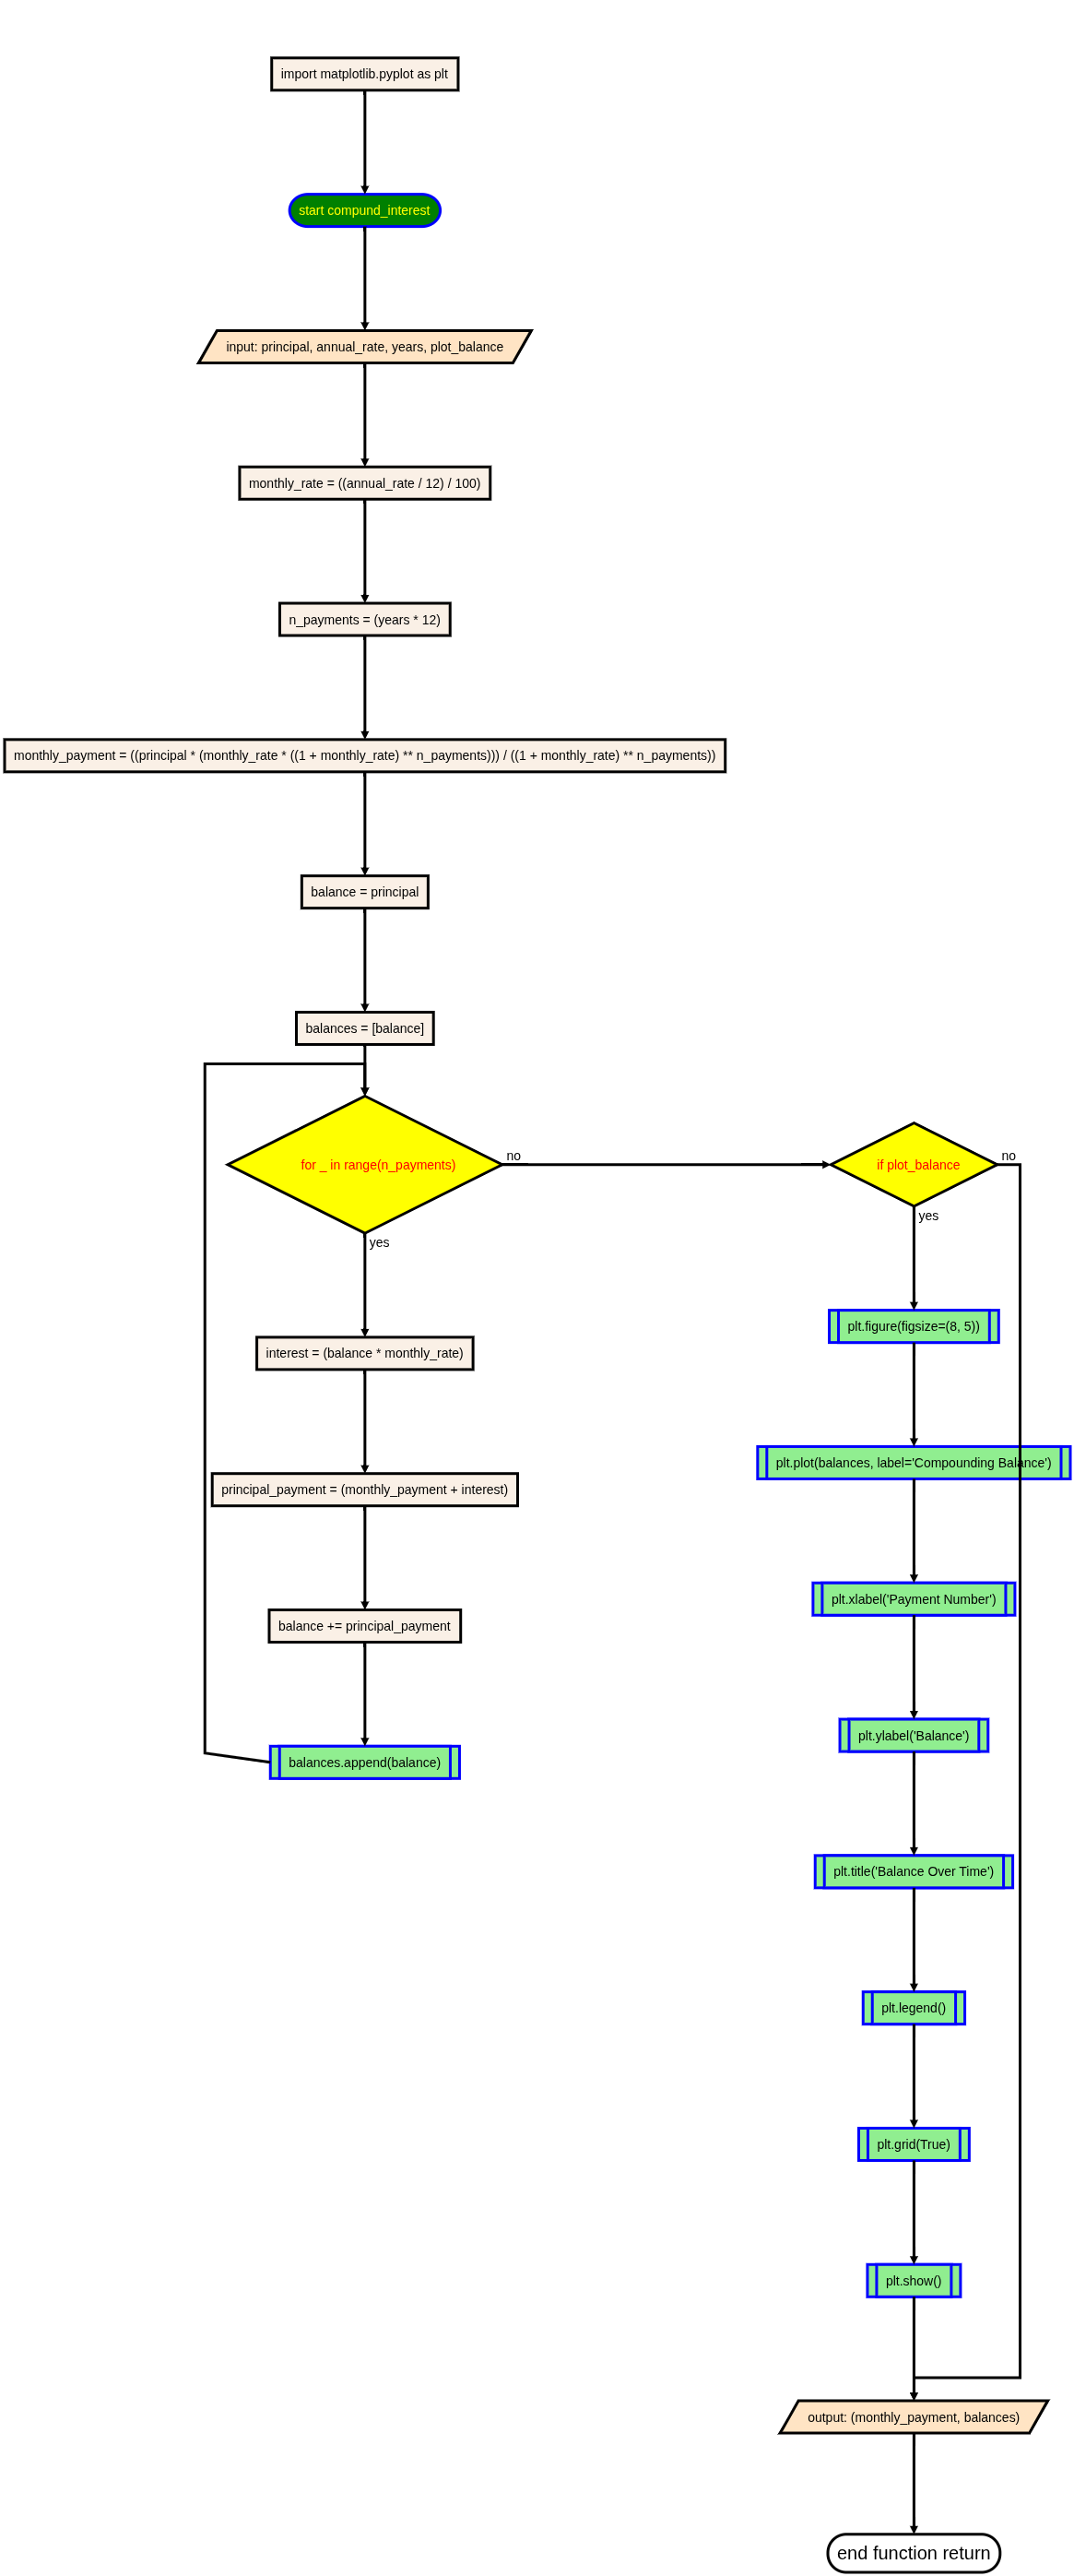 import matplotlib.pyplot as plt
start compund_interest
input: principal, annual_rate, years, plot_balance
monthly_rate = ((annual_rate / 12) / 100)
n_payments = (years * 12)
monthly_payment = ((principal * (monthly_rate * ((1 + monthly_rate) ** n_payments))) / ((1 + monthly_rate) ** n_payments))
balance = principal
balances = [balance]
for _ in range(n_payments)
no
yes
interest = (balance * monthly_rate)
principal_payment = (monthly_payment + interest)
balance += principal_payment
balances.append(balance)
if plot_balance
no
yes
plt.figure(figsize=(8, 5))
plt.plot(balances, label='Compounding Balance')
plt.xlabel('Payment Number')
plt.ylabel('Balance')
plt.title('Balance Over Time')
plt.legend()
plt.grid(True)
plt.show()
output: (monthly_payment, balances)
end function return